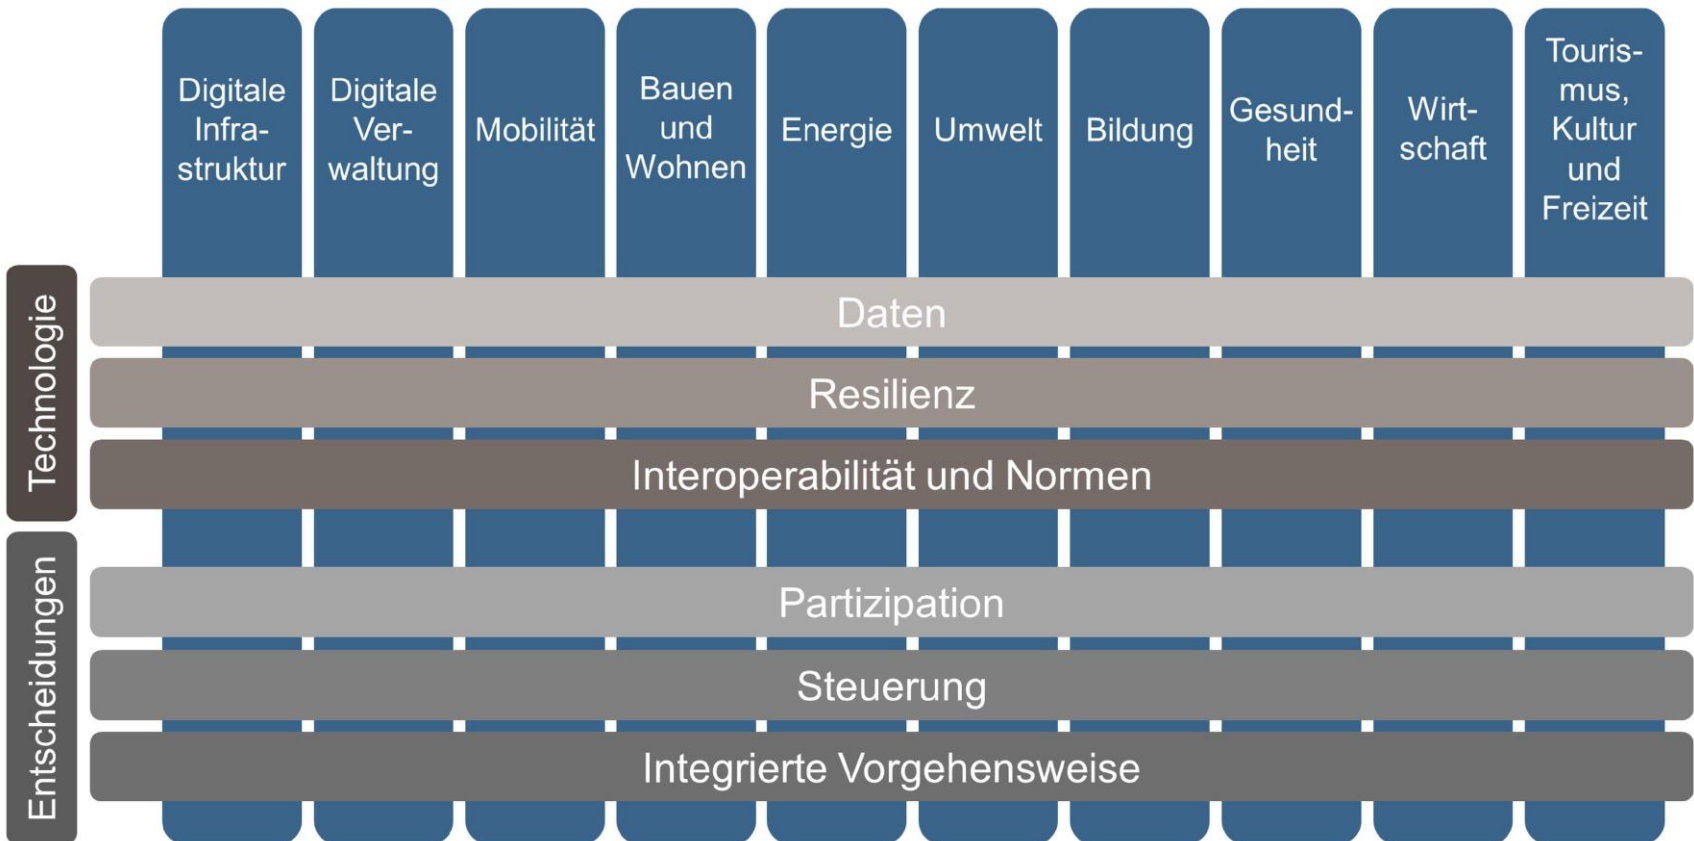 Digitale
Infra-
struktur
Digitale
Ver-
waltung
Mobilität
Bauen
und
Wohnen
Energie
Umwelt
Bildung
Gesund-
heit
Wirt-
schaft
Touris-
mus,
Kultur
und
Freizeit
Technologie
Daten
Resilienz
Interoperabilität und Normen
Entscheidungen
Partizipation
Steuerung
Integrierte Vorgehensweise